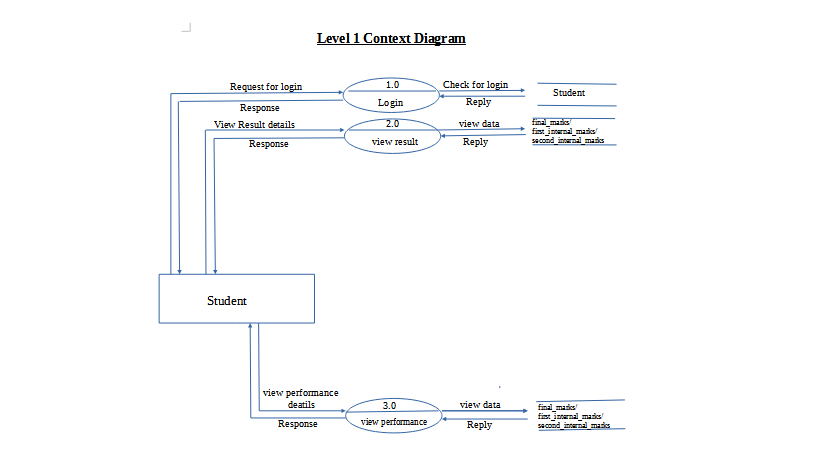 Level 1 Context Diagram
Request for login
1.0
Check for login
Login
Student
Response
Reply
View Result details
2.0
view data
final_marks/
first_internal_marks/
second_internal_marks
Response
view result
Reply
Student
view performance
deatils
3.0
view data
final_marks/
first_internal_marks/
second_internal_marks
Response
view performance
Reply